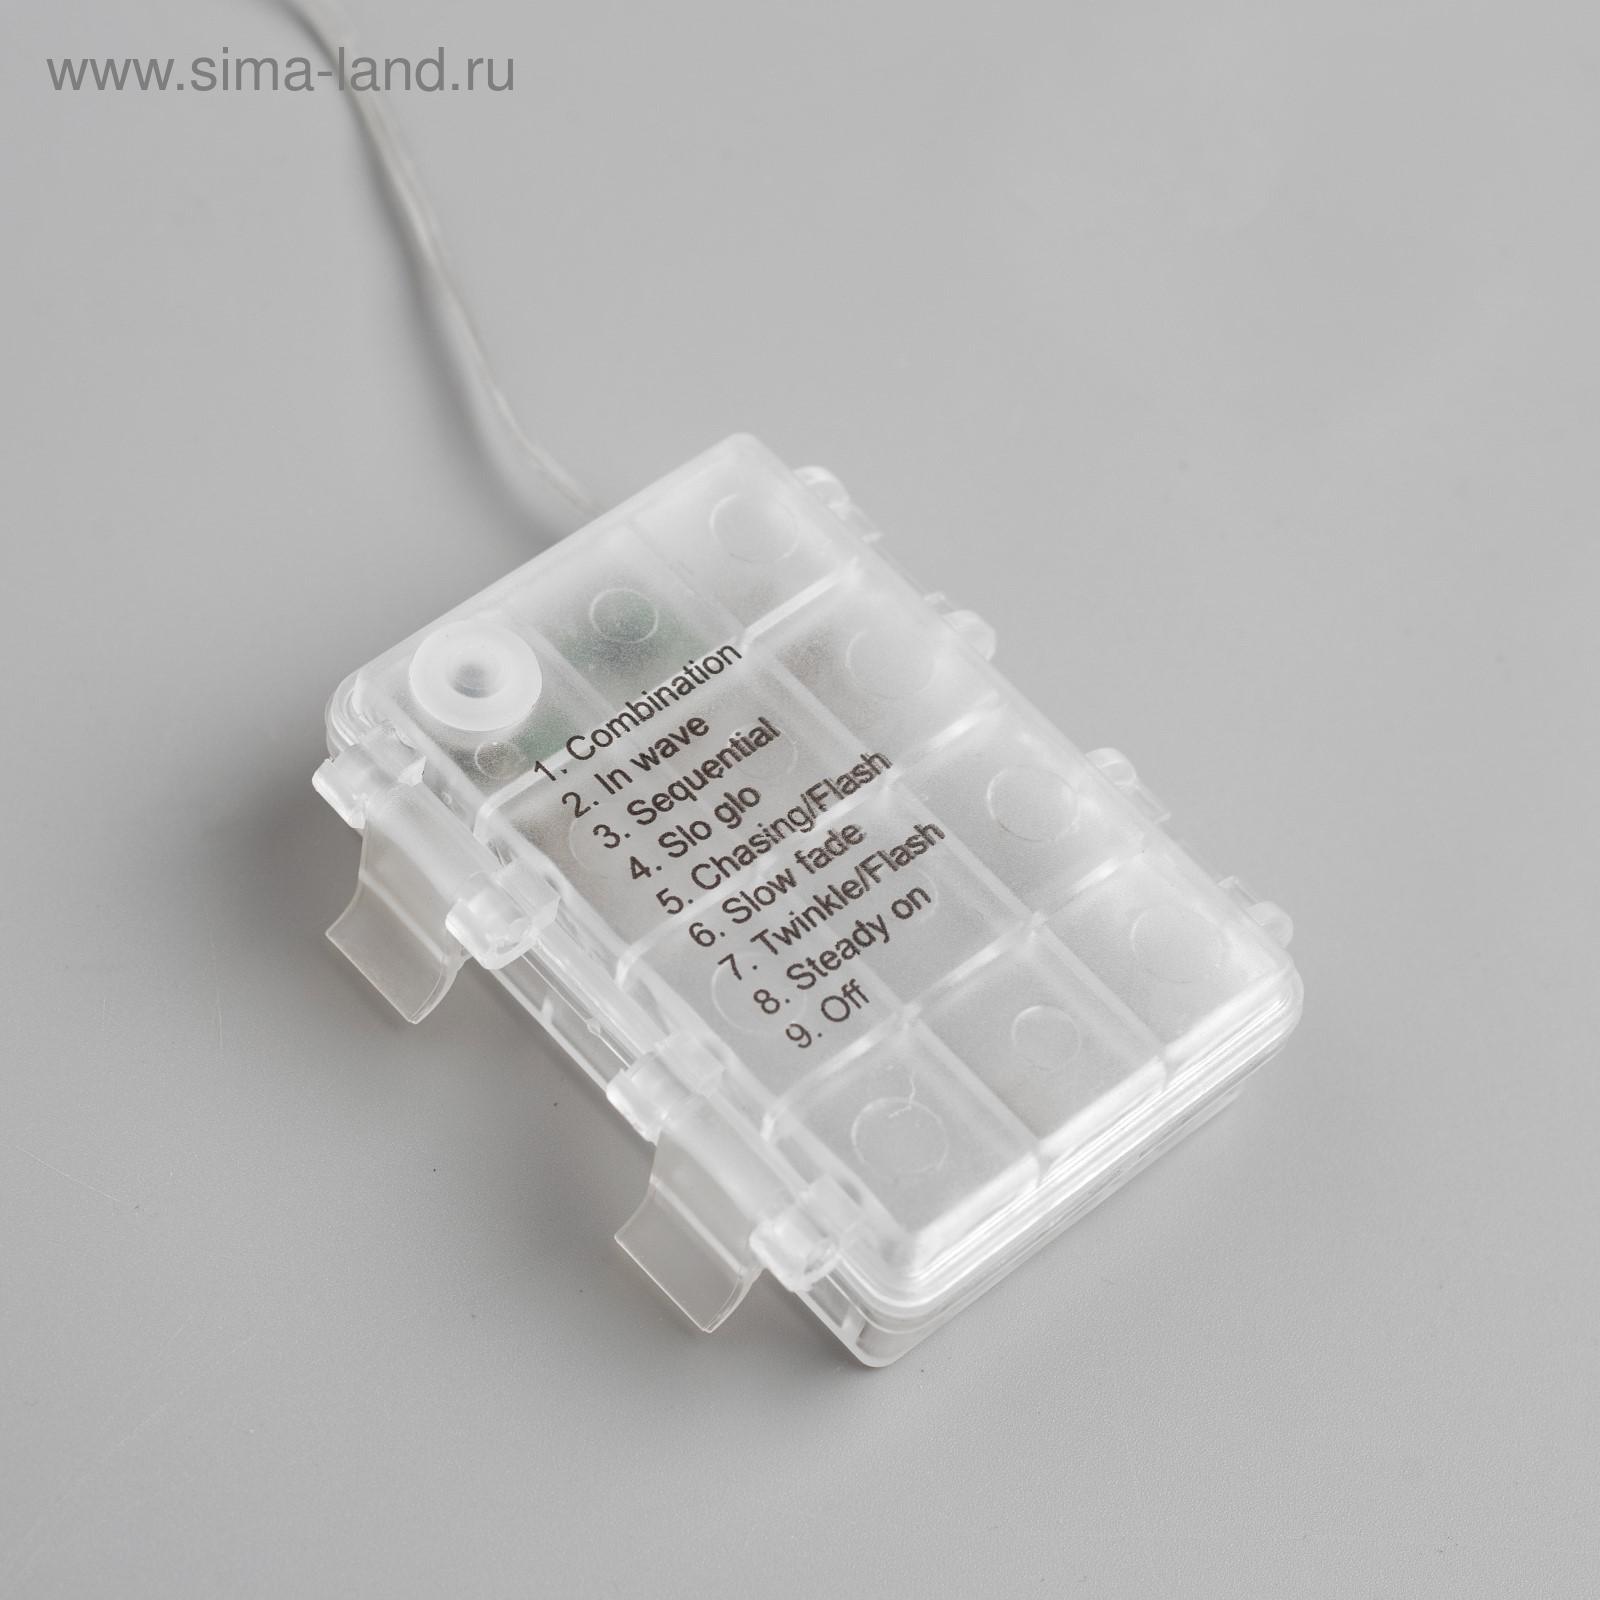 www.sima-land.ru
1. Combination
2. In wave
3. Sequential
4. Slo glo
5. Chasing/Flash
6. Slow fade
7. Twinkle/Flash
8. Steady on
9. Off